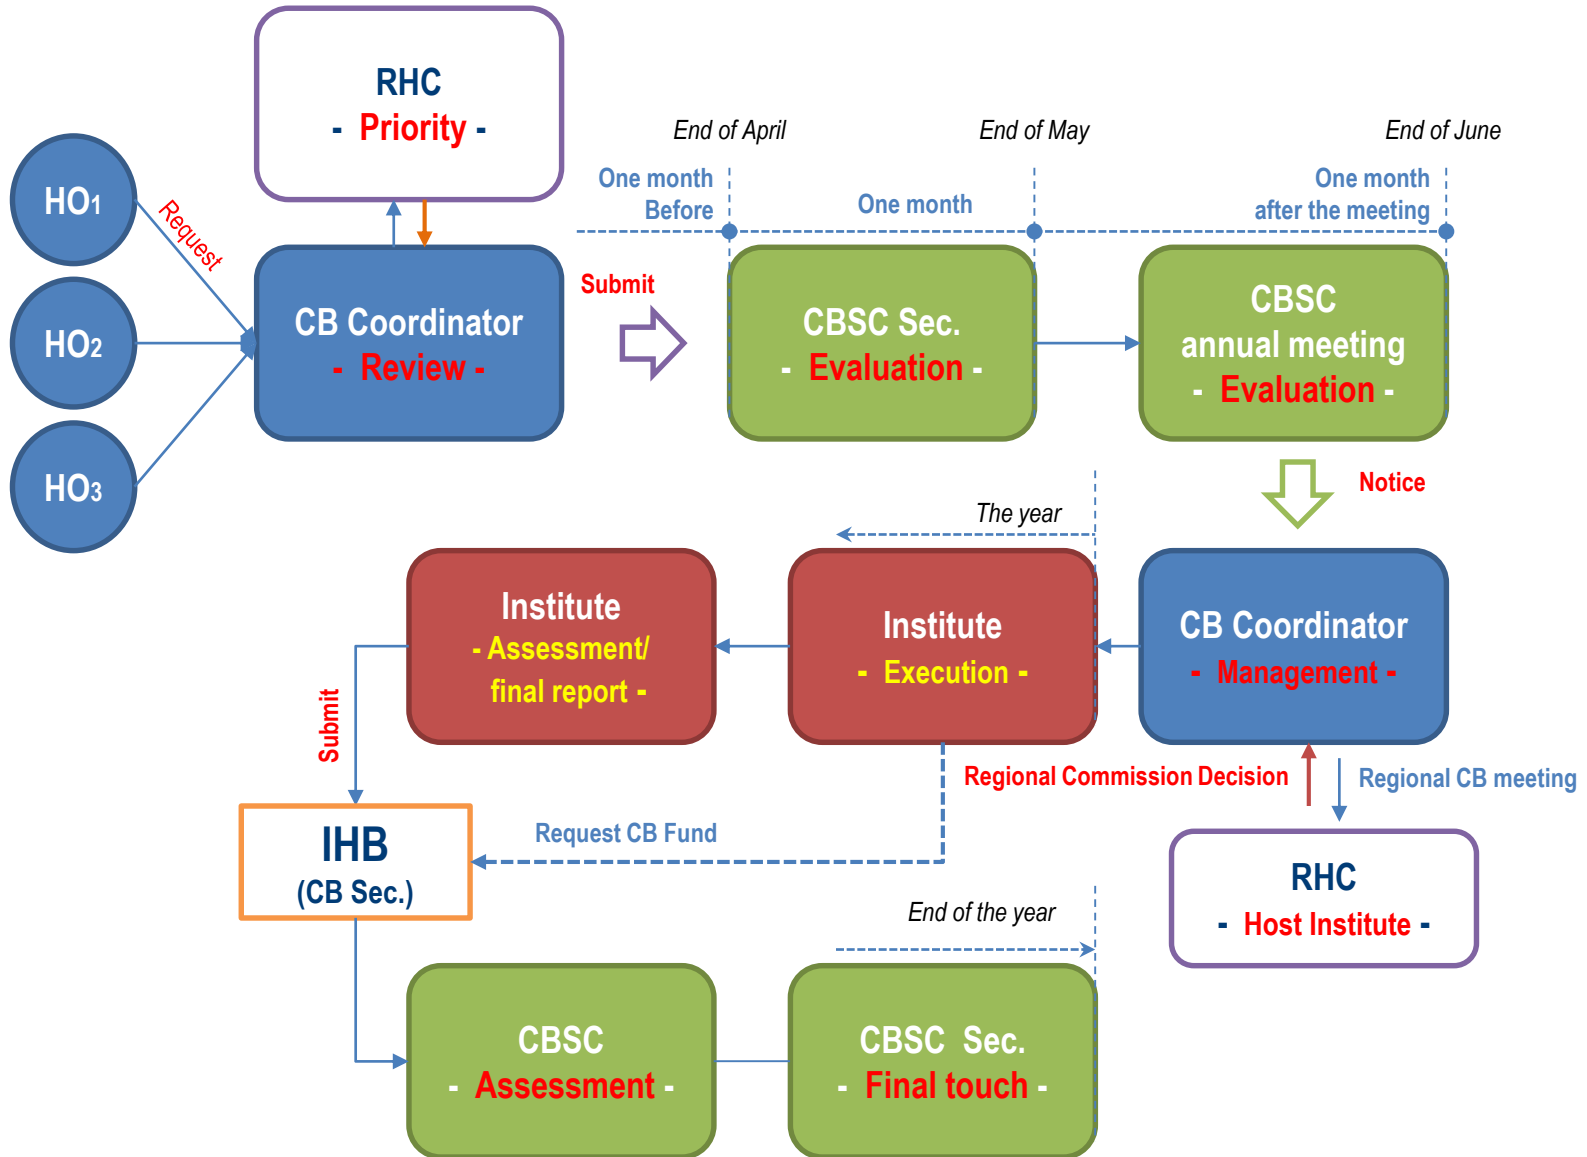 RHC
- Priority -
HO1
HO2
HO3
Request
CB Coordinator
- Review -
Submit
End of April
End of May
End of June
One month
Before
One month
One month
after the meeting
CBSC Sec.
- Evaluation -
CBSC
annual meeting
- Evaluation -
Notice
The year
Institute
- Assessment/
final report -
Institute
- Execution -
CB Coordinator
- Management -
Submit
Regional Commission Decision
Regional CB meeting
Request CB Fund
IHB
(CB Sec.)
RHC
- Host Institute -
End of the year
CBSC
- Assessment -
CBSC Sec.
- Final touch -